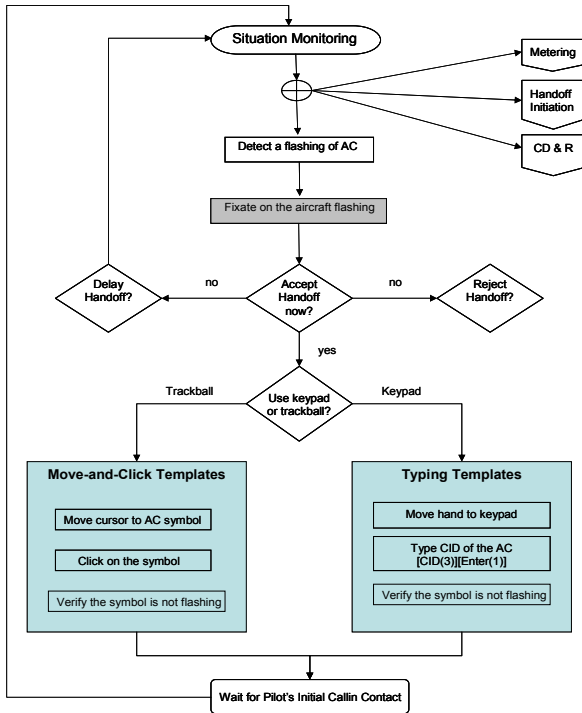 Situation Monitoring
Metering
Handoff
Initiation
CD & R
Detect a flashing of AC
Fixate on the aircraft flashing
Delay
Handoff?
no
Accept
Handoff
now?
no
Reject
Handoff?
yes
Trackball
Use keypad
or trackball?
Keypad
Move-and-Click Templates
Move cursor to AC symbol
Click on the symbol
Verify the symbol is not flashing
Typing Templates
Move hand to keypad
Type CID of the AC
[CID(3)][Enter(1)]
Verify the symbol is not flashing
Wait for Pilot's Initial Callin Contact